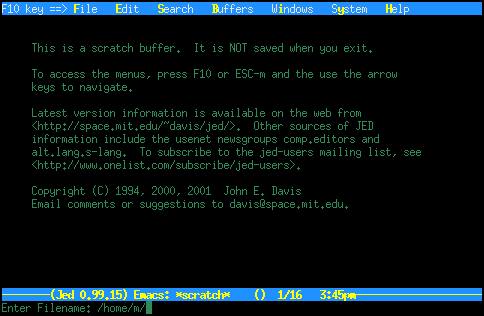 F10 key ==> File Edit Search Buffers Windows System Help
This is a scratch buffer. It is NOT saved when you exit.
To access the menus, press F10 or ESC-m and the use the arrow
keys to navigate.
Latest version information is available on the web from
<http://space.mit.edu/~davis/jed/>. Other sources of JED
information include the usenet newsgroups comp.editors and
alt.lang.s-lang. To subscribe to the jed-users mailing list, see
<http://www.onelist.com/subscribe/jed-users>.
Copyright (C) 1994, 2000, 2001 John E. Davis
Email comments or suggestions to davis@space.mit.edu.
(Jed 0.99.15) Emacs: *scratch* () 1/16 3:45pm
Enter Filename: /home/m/